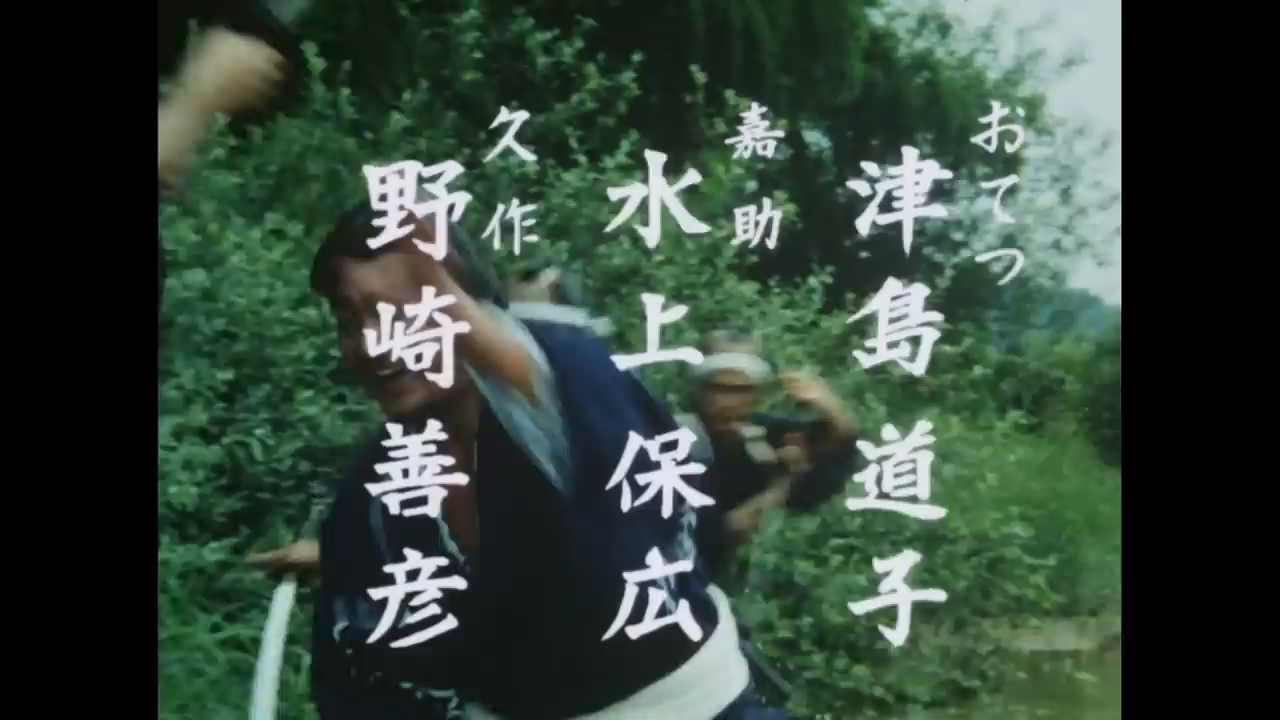 おてつ
津島道子
嘉助
水上保広
久作
野崎善彦